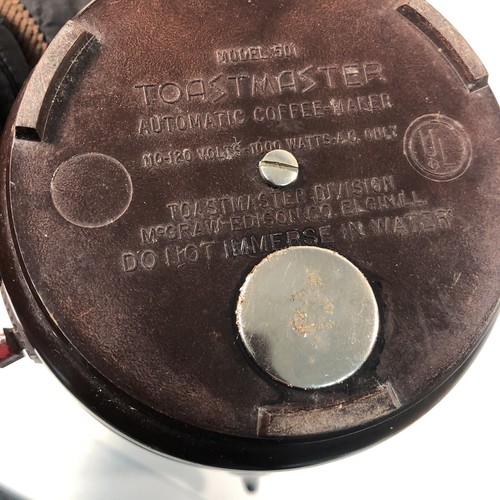 MODEL 501
TOASTMASTER
AUTOMATIC COFFEE-MAKER
110-120 VOLTS-1000 WATTS-A.C. ONLY
UL
TOASTMASTER DIVISION
McGRAW-EDISON CO. ELGIN, ILL.
DO NOT IMMERSE IN WATER